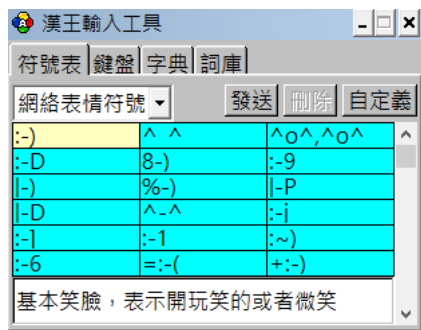 漢王輸入工具
符號表 鍵盤 字典 詞庫
網絡表情符號 發送 刪除 自定義
:-) ^_^ ^o^,^o^
:-D 8-) :-9
|-) %-) |-P
|-D ^-^ :-j
:-] :-1 :~)
:-6 =:-( +:-)
基本笑臉，表示開玩笑的或者微笑